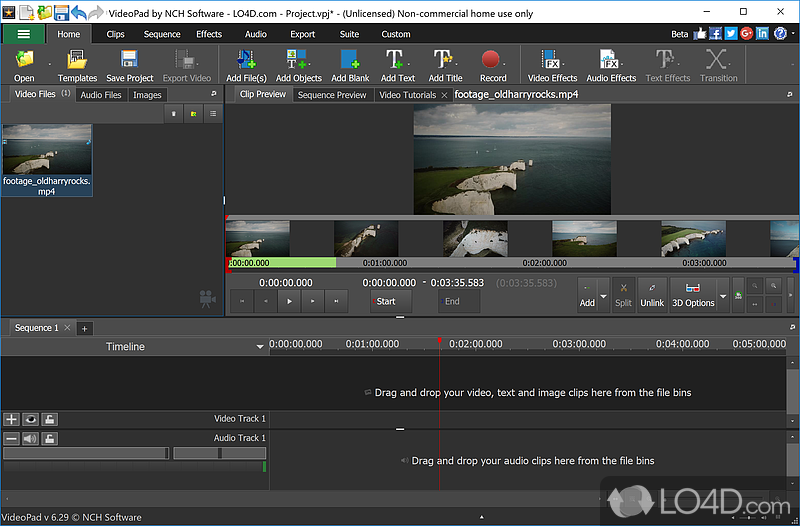 VideoPad by NCH Software - LO4D.com - Project.vpj* - (Unlicensed) Non-commercial home use only
Home Clips Sequence Effects Audio Export Suite Custom Beta
Open Templates Save Project Export Video Add File(s) Add Objects Add Blank Add Text Add Title Record Video Effects Audio Effects Text Effects Transition
Video Files (1) Audio Files Images Clip Preview Sequence Preview Video Tutorials footage_oldharryrocks.mp4
footage_oldharryrocks.
mp4
:00:00.000 0:01:00.000 0:02:00.000 0:03:00.000
0:00:00.000 0:00:00.000 - 0:03:35.583 (0:03:35.583)
Start End Add Split Unlink 3D Options
Sequence 1
Timeline 0:00:00.000 0:01:00.000 0:02:00.000 0:03:00.000 0:04:00.000 0:05:00.000
Drag and drop your video, text and image clips here from the file bins
Video Track 1
Audio Track 1
Drag and drop your audio clips here from the file bins
VideoPad v 6.29 © NCH Software
LO4D.com